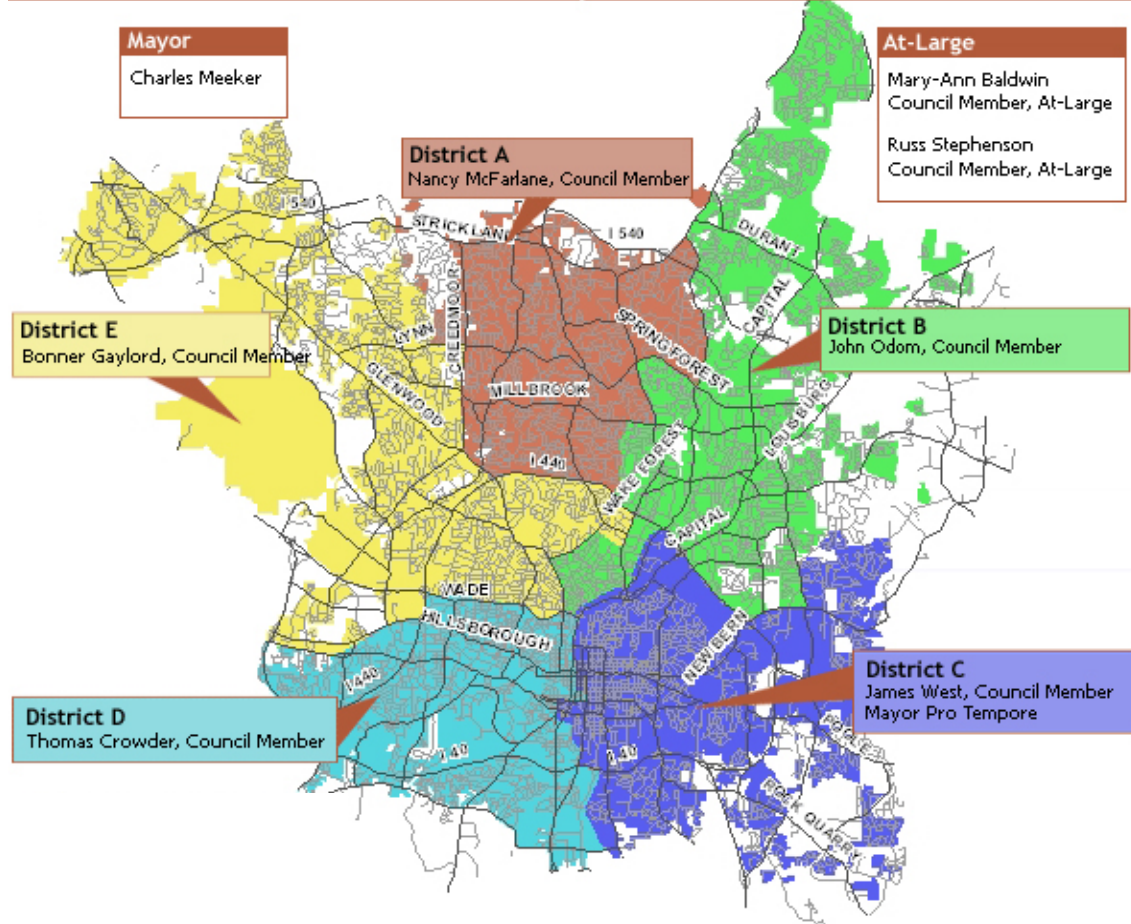 Mayor
Charles Meeker
At-Large
Mary-Ann Baldwin
Council Member, At-Large
Russ Stephenson
Council Member, At-Large
District A
Nancy McFarlane, Council Member
I 540
STRICKLAN
I 540
DURANT
CAPITAL
District E
Bonner Gaylord, Council Member
LYNN
CREEDMOOR
SPRING FOREST
District B
John Odom, Council Member
GLENWOOD
MILLBROOK
LOUISBURG
I 440
WAKE FOREST
CAPITAL
WADE
HILLSBOROUGH
NEW BERN
I 440
District C
James West, Council Member
Mayor Pro Tempore
District D
Thomas Crowder, Council Member
I 40
I 40
ROCK QUARRY